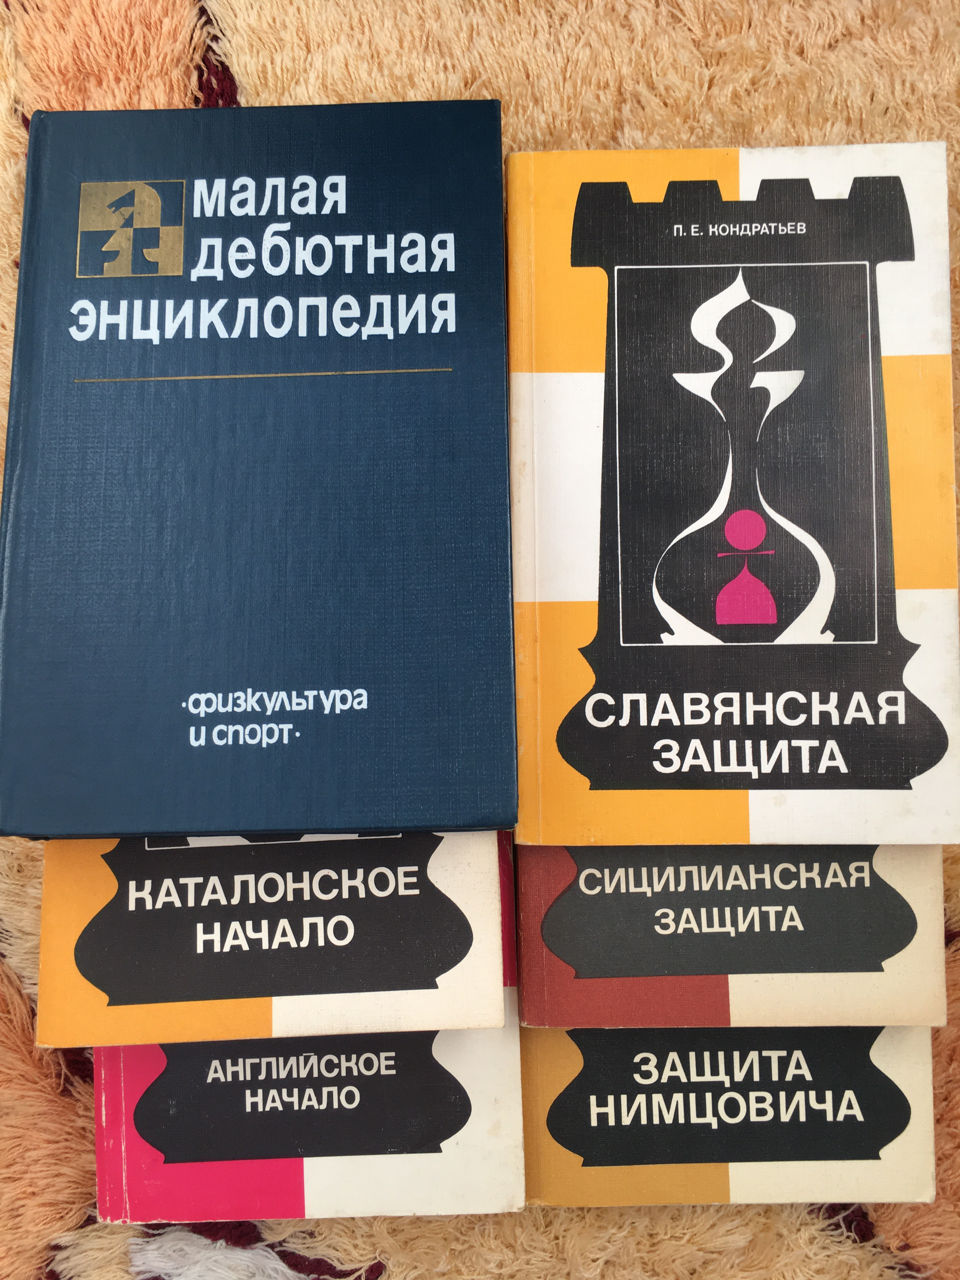 малая
дебютная
энциклопедия
·физкультура
и спорт·
П. Е. КОНДРАТЬЕВ
СЛАВЯНСКАЯ
ЗАЩИТА
КАТАЛОНСКОЕ
НАЧАЛО
СИЦИЛИАНСКАЯ
ЗАЩИТА
АНГЛИЙСКОЕ
НАЧАЛО
ЗАЩИТА
НИМЦОВИЧА